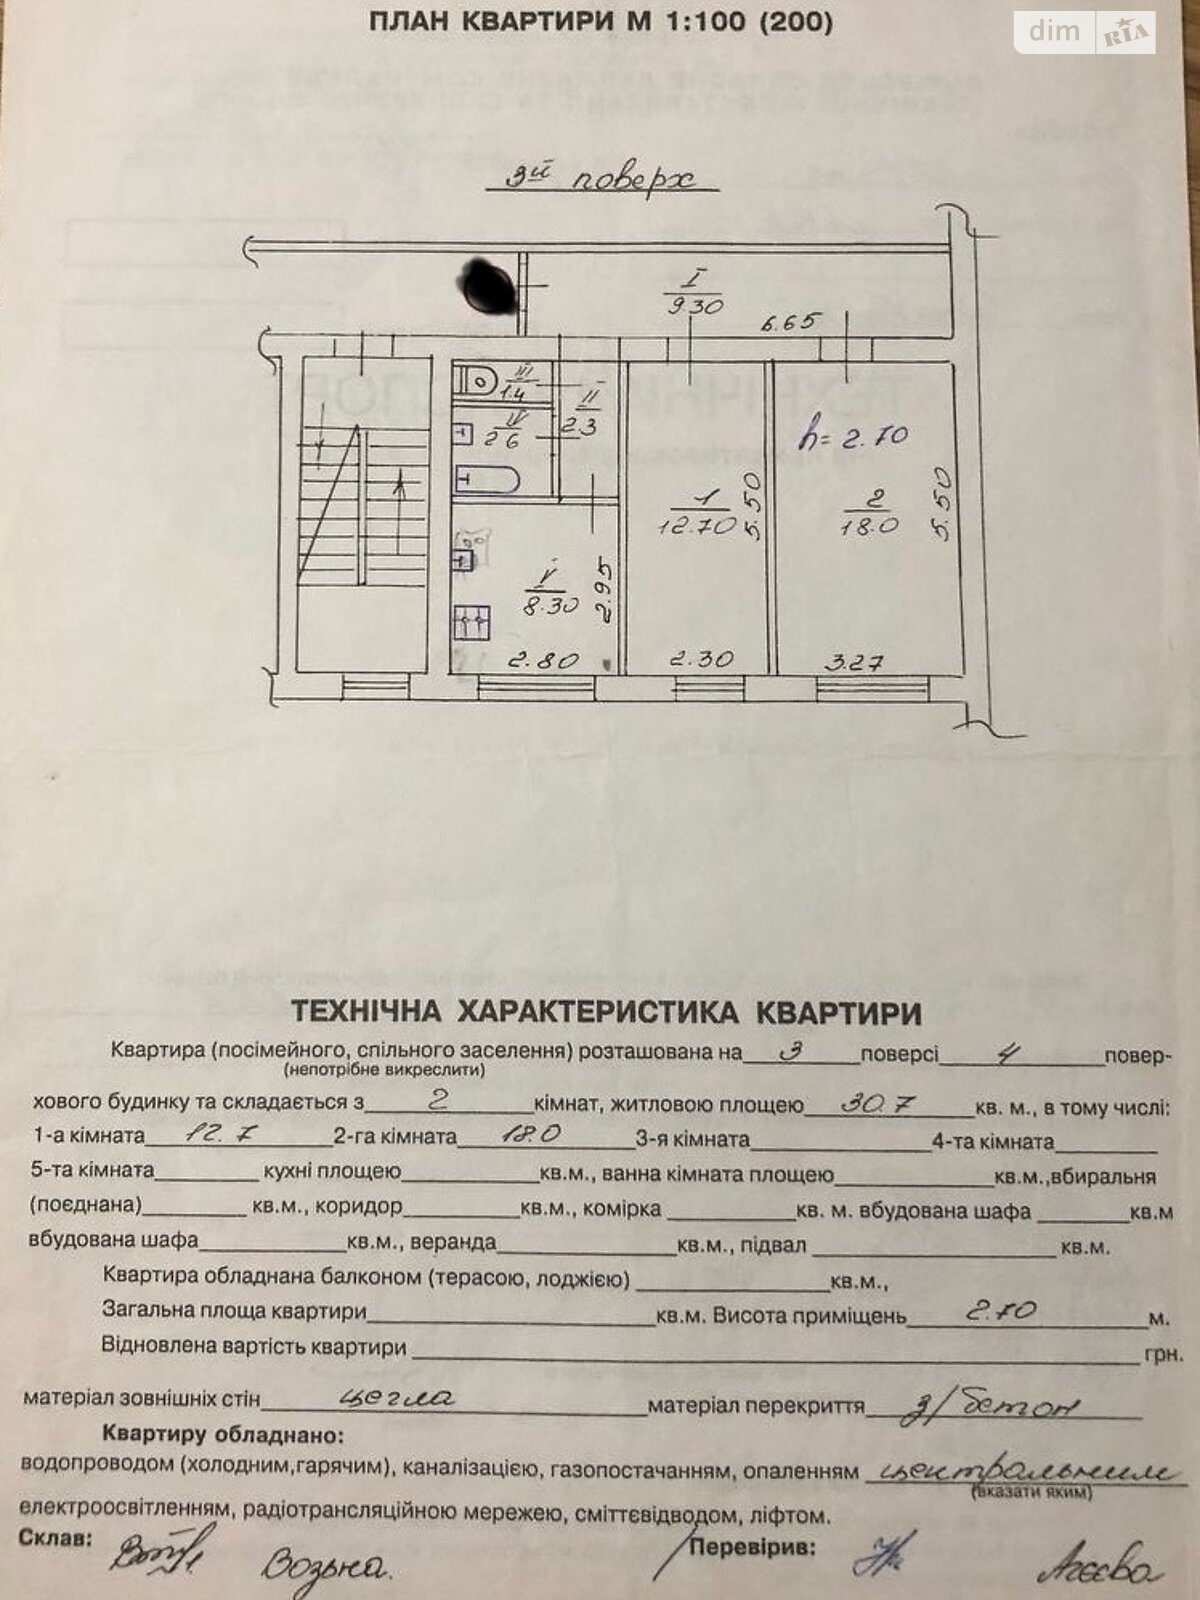 ПЛАН КВАРТИРИ М 1:100 (200)
dim RIA
3й поверх
I
9.30
6.65
III
1.4
II
2.3
IV
2.6
h= 2.70
1
12.70
5.50
2
18.0
5.50
V
8.30
2.95
2.80
2.30
3.27
ТЕХНІЧНА ХАРАКТЕРИСТИКА КВАРТИРИ
Квартира (посімейного, спільного заселення) розташована на 3 поверсі 4 повер-
(непотрібне викреслити)
хового будинку та складається з 2 кімнат, житловою площею 30.7 кв. м., в тому числі:
1-а кімната 12.7 2-га кімната 18.0 3-я кімната 4-та кімната
5-та кімната кухні площею кв.м., ванна кімната площею кв.м.,вбиральня
(поєднана) кв.м., коридор кв.м., комірка кв. м. вбудована шафа кв.м
вбудована шафа кв.м., веранда кв.м., підвал кв.м.
Квартира обладнана балконом (терасою, лоджією) кв.м.,
Загальна площа квартири кв.м. Висота приміщень 2.70 м.
Відновлена вартість квартири грн.
матеріал зовнішніх стін цегла матеріал перекриття з/бетон
Квартиру обладнано:
водопроводом (холодним,гарячим), каналізацією, газопостачанням, опаленням центральним
(вказати яким)
електроосвітленням, радіотрансляційною мережею, сміттєвідводом, ліфтом.
Склав: Возьна. Перевірив: Агєєва